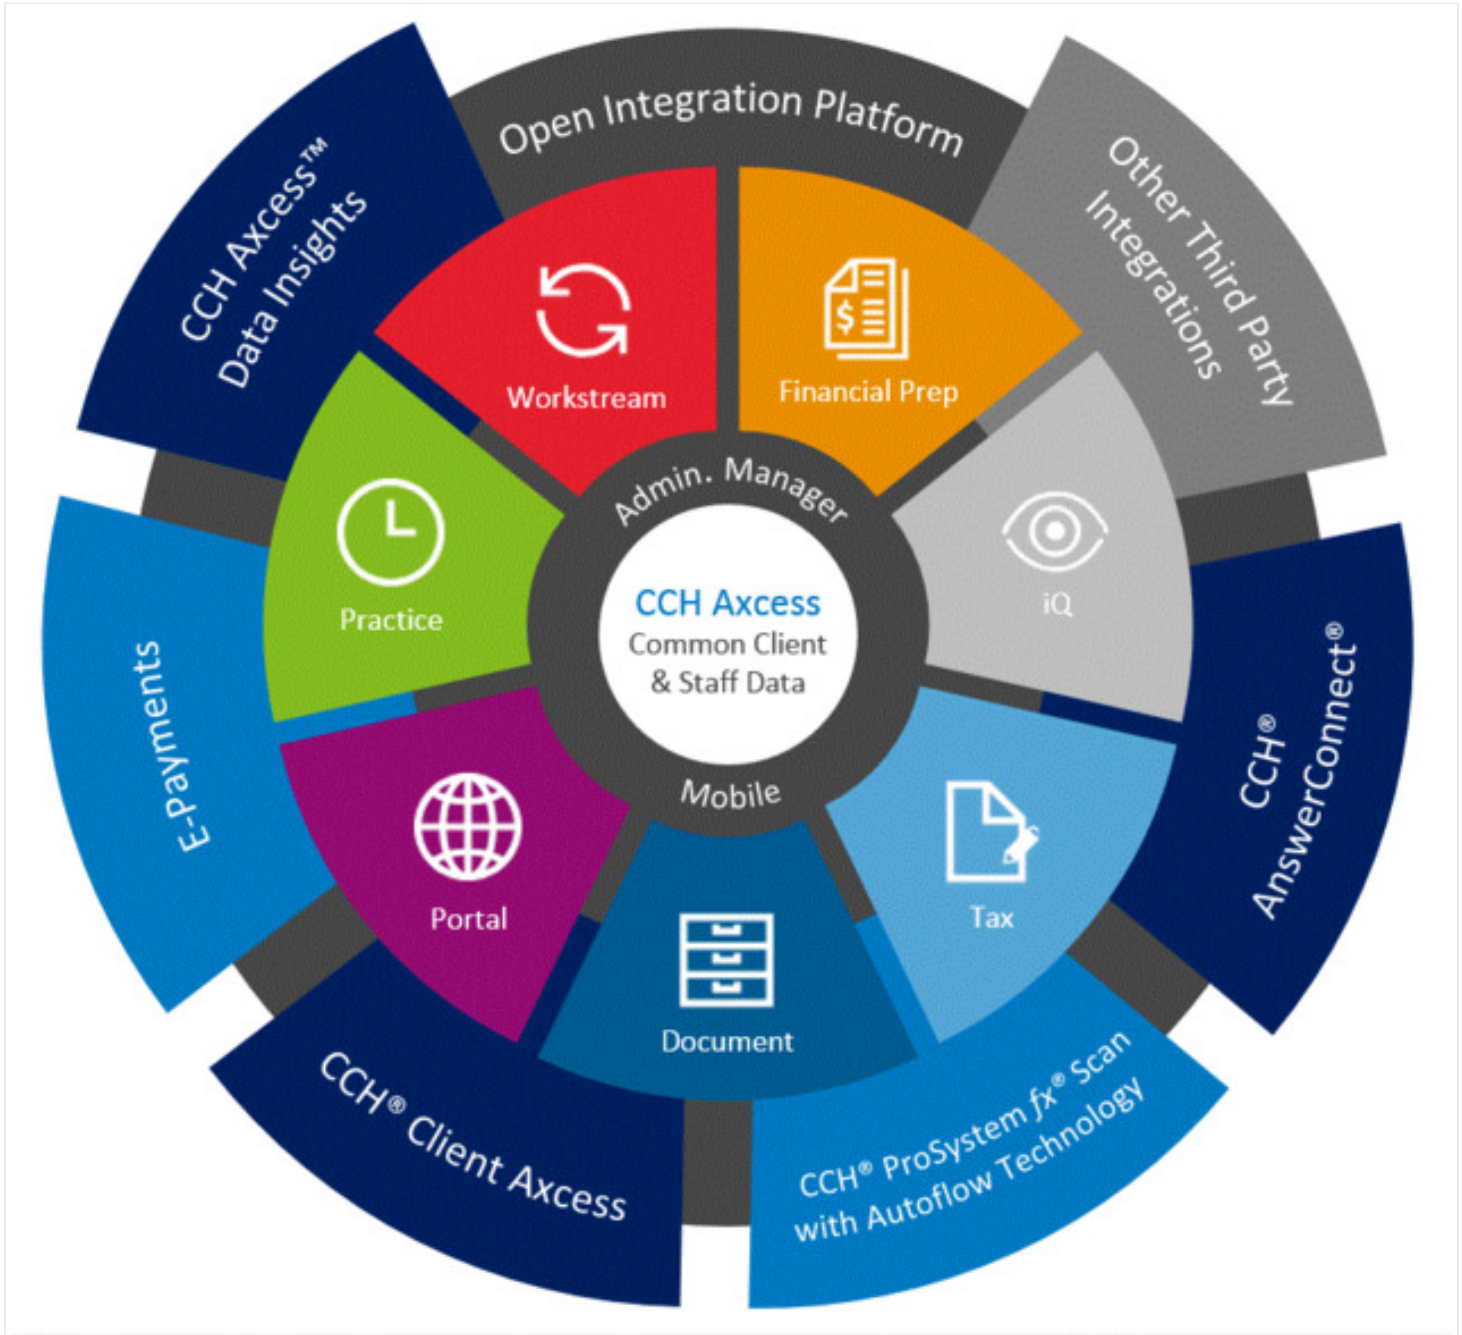 Open Integration Platform
CCH Axcess™
Data Insights
Other Third Party
Integrations
Workstream
Financial Prep
Practice
iQ
Admin. Manager
CCH Axcess
Common Client
& Staff Data
Mobile
E-Payments
CCH®
AnswerConnect®
Portal
Tax
Document
CCH® Client Axcess
CCH® ProSystem fx® Scan
with Autoflow Technology